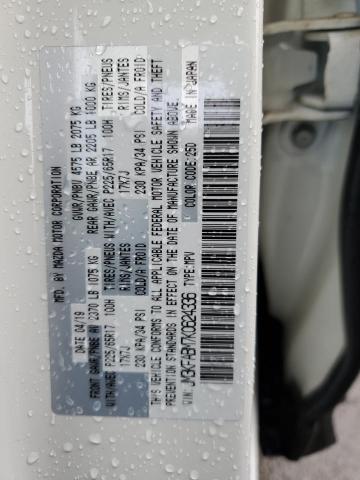 MFD. BY MAZDA MOTOR CORPORATION
DATE 04/19 GVWR/PNBV 4575 LB 2075 KG
FRONT GAWR/PNBE AV 2370 LB 1075 KG REAR GAWR/PNBE AR 2205 LB 1000 KG
WITH/AVEC P225/65R17 100H TIRES/PNEUS WITH/AVEC P225/65R17 100H TIRES/PNEUS
17X7J RIMS/JANTES 17X7J RIMS/JANTES
230 KPA/34 PSI COLD/A FROID 230 KPA/34 PSI COLD/A FROID
THIS VEHICLE CONFORMS TO ALL APPLICABLE FEDERAL MOTOR VEHICLE SAFETY AND THEFT
PREVENTION STANDARDS IN EFFECT ON THE DATE OF MANUFACTURE SHOWN ABOVE.
MADE IN JAPAN
COLOR/COULEUR: 25D
TYPE: MPV